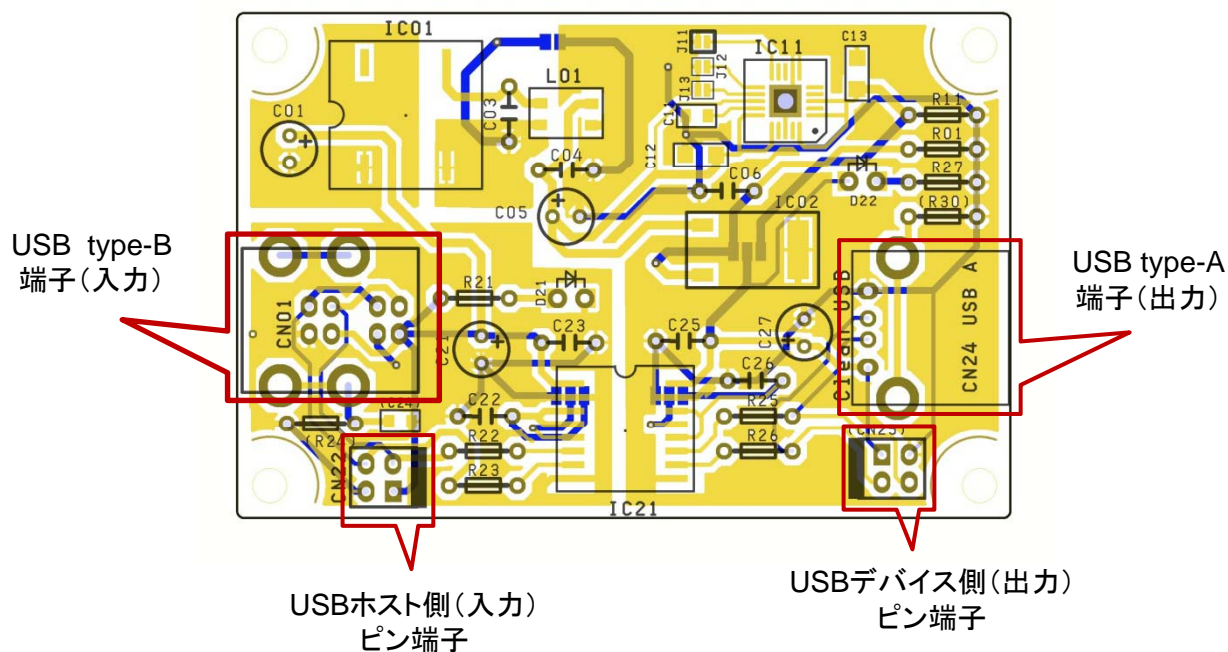 IC01
J11
IC11
C13
J12
L01
J13
C03
C01
R11
R01
C12
C04
R27
C06
D22
(R30)
C05
IC02
USB type-B
端子(入力)
USB type-A
端子(出力)
CN01
R21
D21
C21
C23
C25
C27
Clean USB
CN24 USB A
C26
(C24)
C22
R25
(R24)
R22
R26
(CN25)
CN22
R23
IC21
USBホスト側(入力)
ピン端子
USBデバイス側(出力)
ピン端子